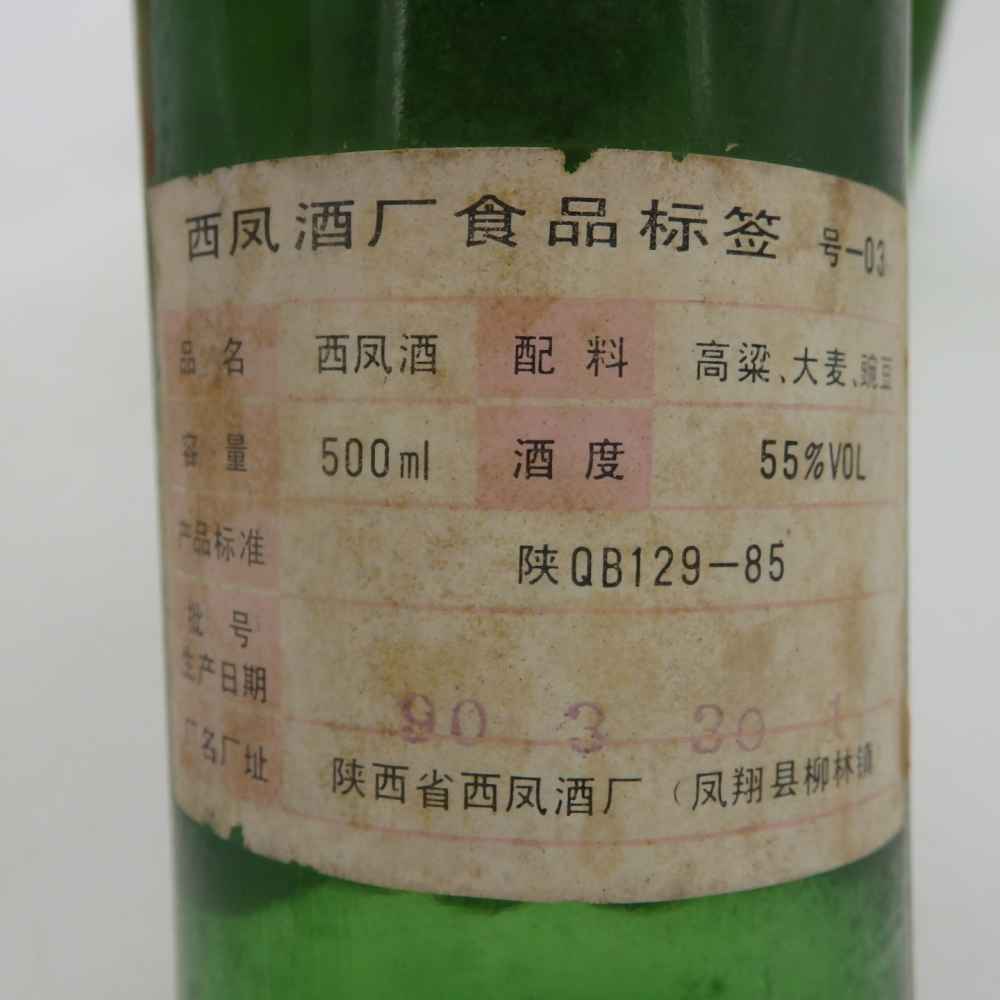 西凤酒厂食品标签 号-03
品名 西凤酒 配料 高粱、大麦、豌豆
容量 500ml 酒度 55%VOL
产品标准 陕QB129-85
批号
生产日期 90 3 30 1
厂名厂址 陕西省西凤酒厂 (凤翔县柳林镇